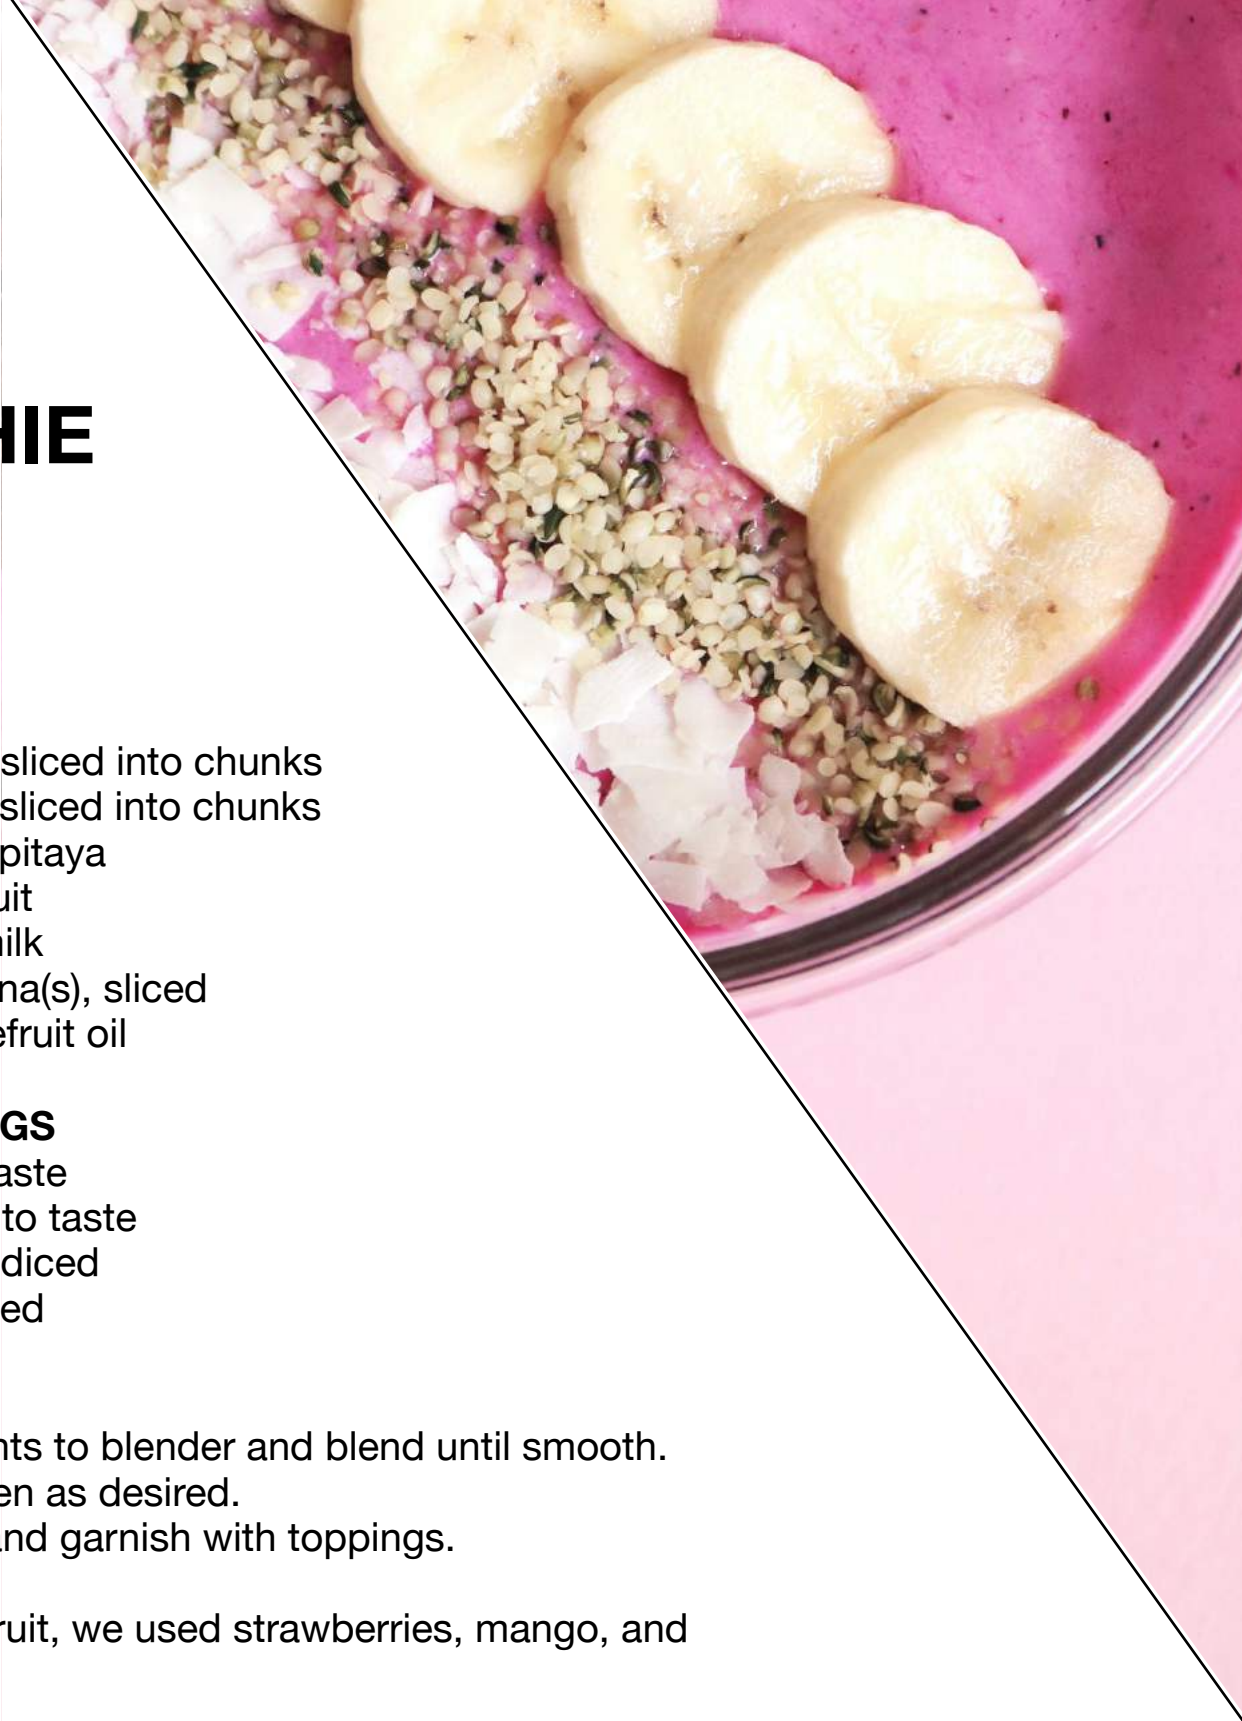 HIE
sliced into chunks
sliced into chunks
pitaya
uit
ilk
na(s), sliced
efruit oil
GS
aste
to taste
diced
ed
nts to blender and blend until smooth.
en as desired.
and garnish with toppings.
ruit, we used strawberries, mango, and